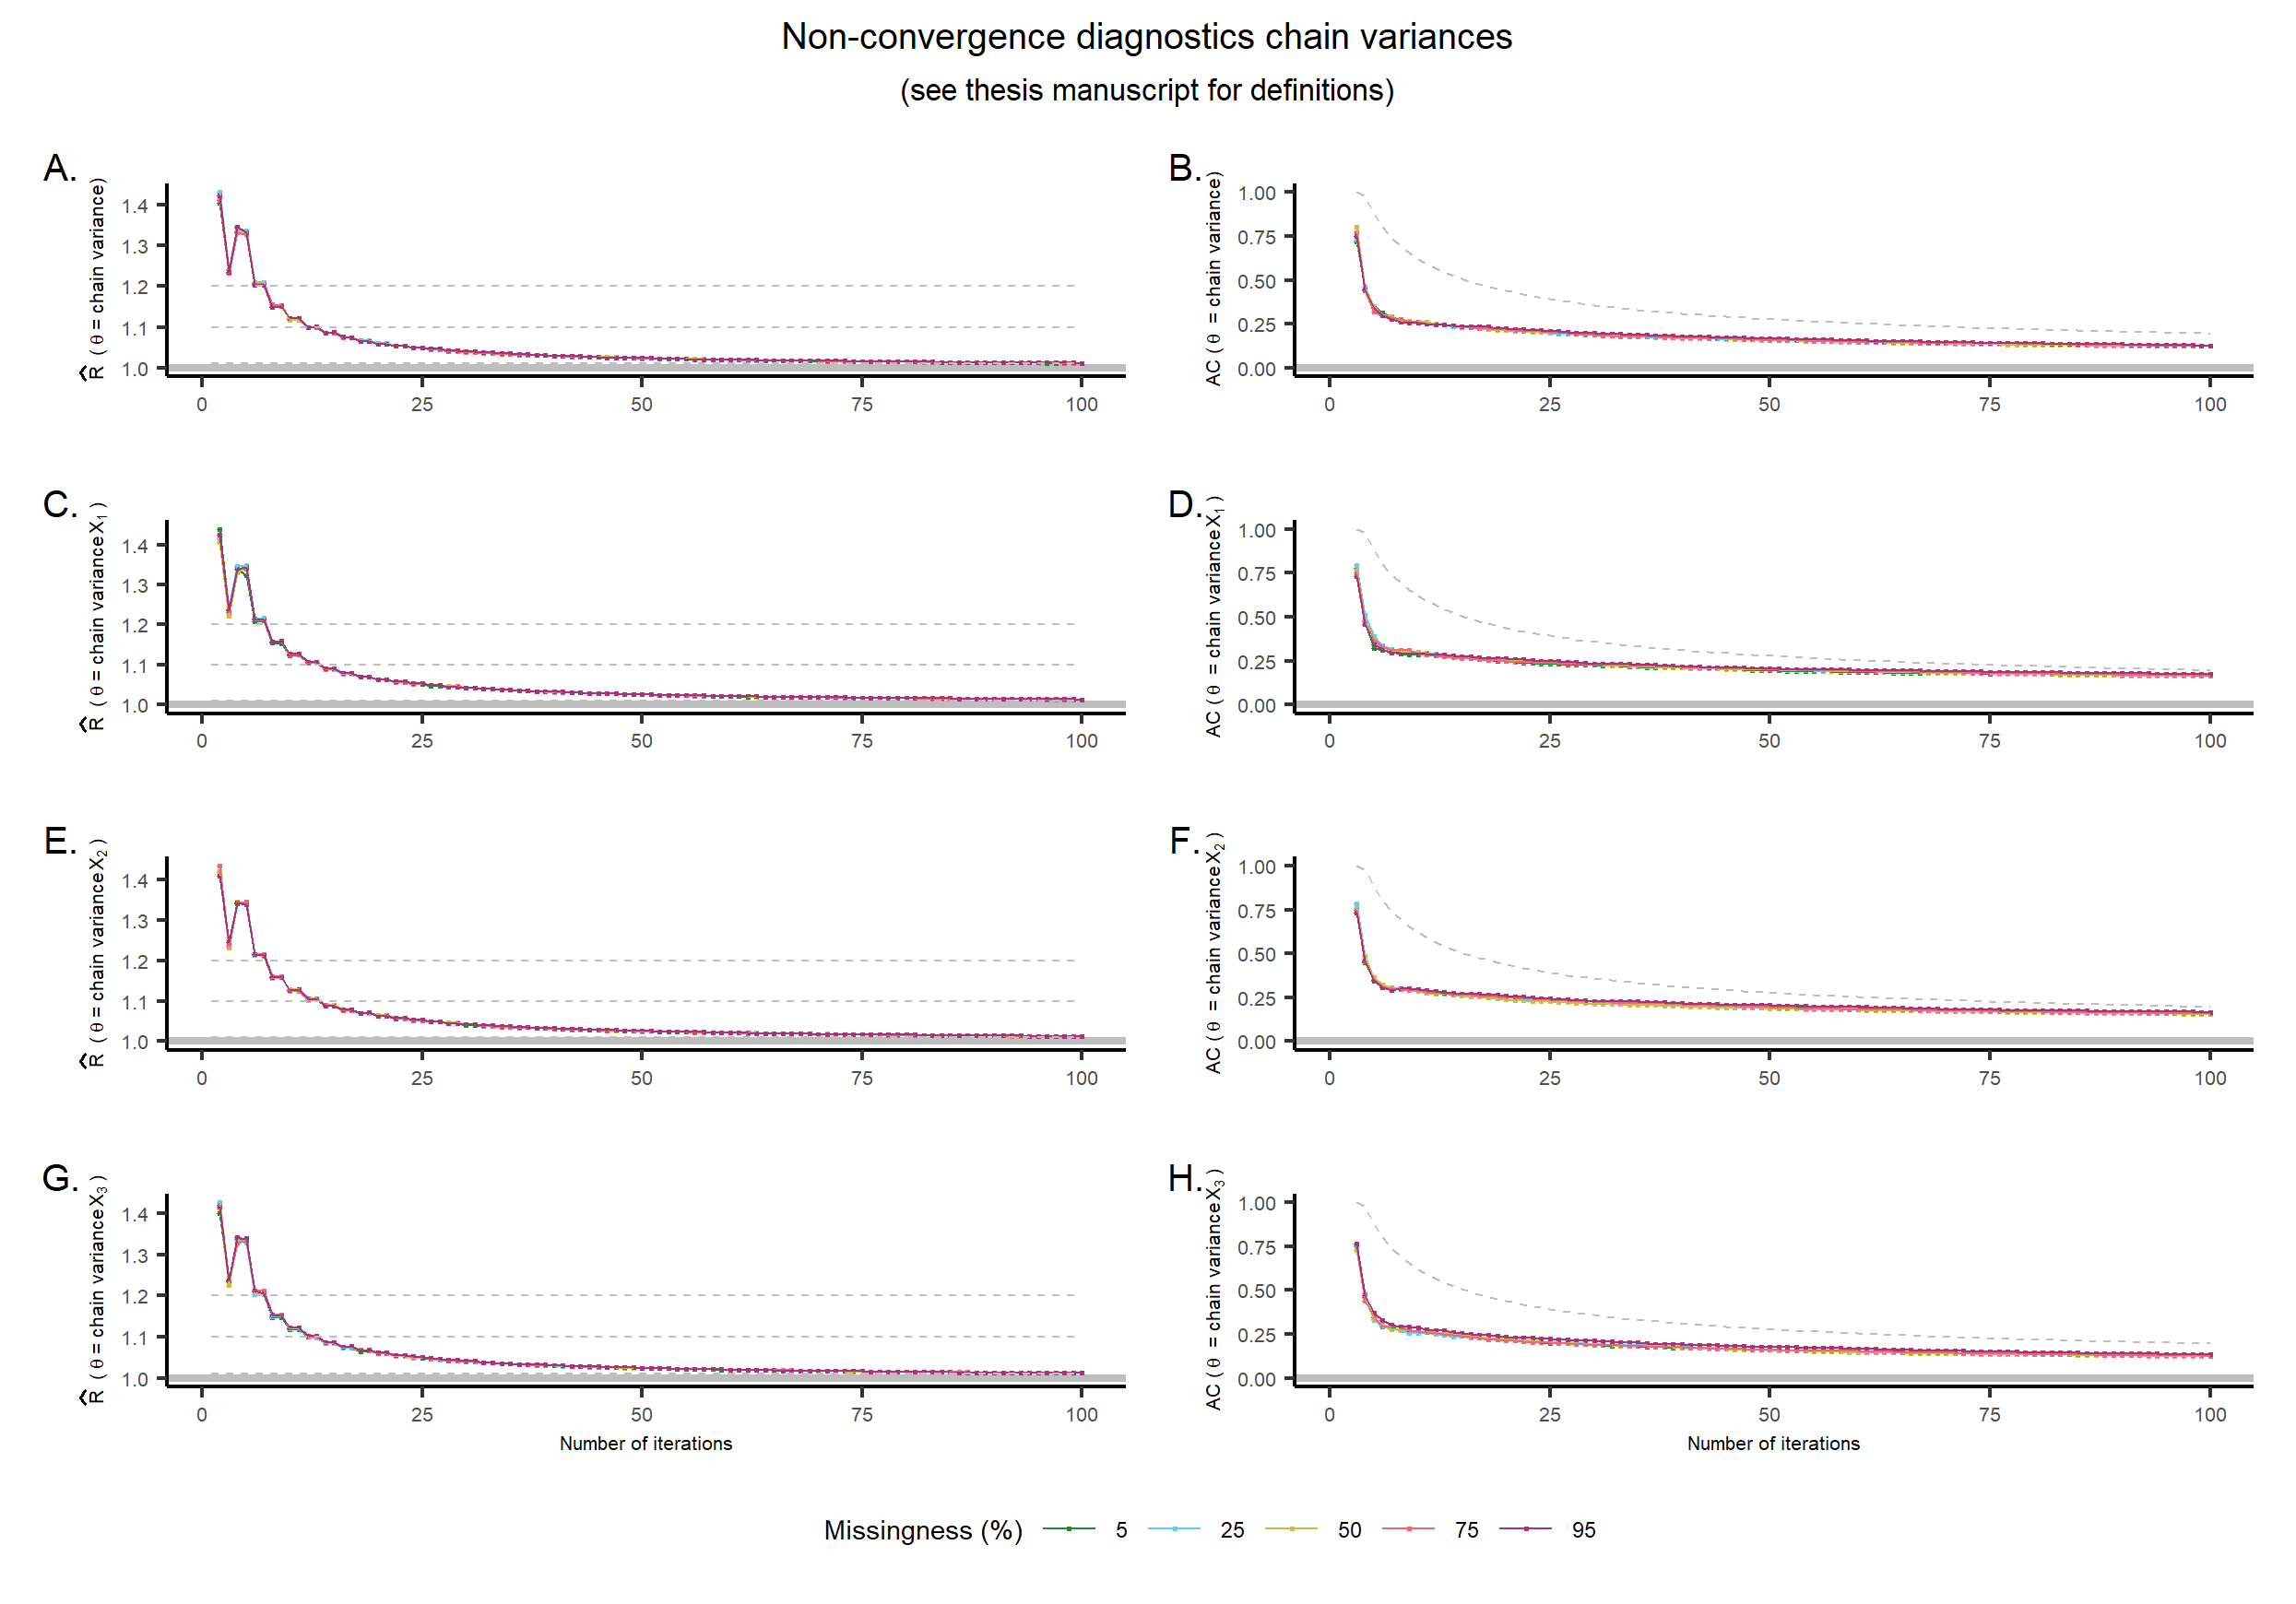 Non-convergence diagnostics chain variances
(see thesis manuscript for definitions)
A.
R̂ ( θ = chain variance)
1.4
1.3
1.2
1.1
1.0
0 25 50 75 100
B.
AC ( θ = chain variance)
1.00
0.75
0.50
0.25
0.00
0 25 50 75 100
C.
R̂ ( θ = chain variance X₁ )
1.4
1.3
1.2
1.1
1.0
0 25 50 75 100
D.
AC ( θ = chain variance X₁ )
1.00
0.75
0.50
0.25
0.00
0 25 50 75 100
E.
R̂ ( θ = chain variance X₂ )
1.4
1.3
1.2
1.1
1.0
0 25 50 75 100
F.
AC ( θ = chain variance X₂ )
1.00
0.75
0.50
0.25
0.00
0 25 50 75 100
G.
R̂ ( θ = chain variance X₃ )
1.4
1.3
1.2
1.1
1.0
0 25 50 75 100
Number of iterations
H.
AC ( θ = chain variance X₃ )
1.00
0.75
0.50
0.25
0.00
0 25 50 75 100
Number of iterations
Missingness (%) 5 25 50 75 95